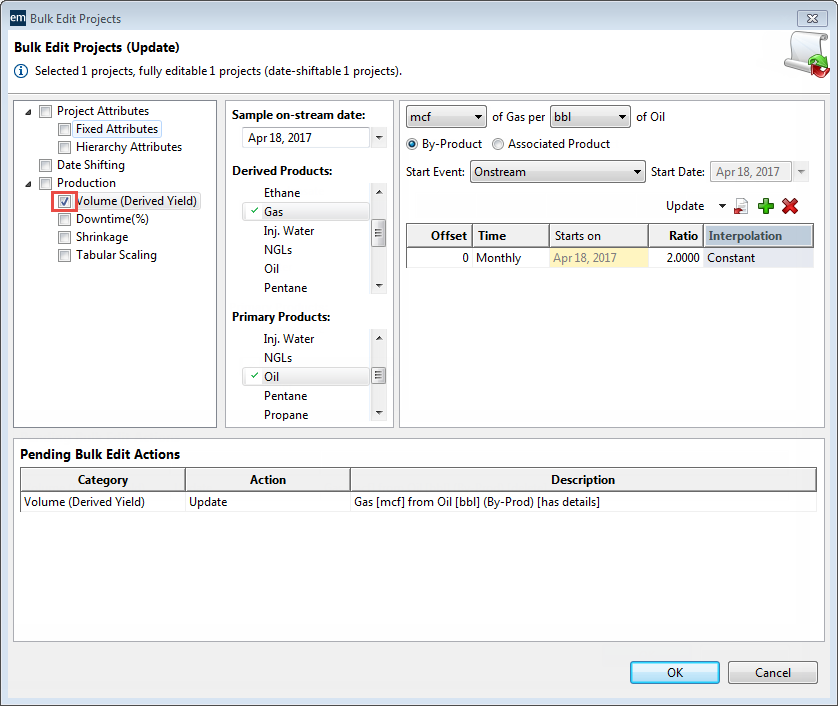 em Bulk Edit Projects
Bulk Edit Projects (Update)
Selected 1 projects, fully editable 1 projects (date-shiftable 1 projects).
Project Attributes
Fixed Attributes
Hierarchy Attributes
Date Shifting
Production
Volume (Derived Yield)
Downtime(%)
Shrinkage
Tabular Scaling
Sample on-stream date:
Apr 18, 2017
Derived Products:
Ethane
Gas
Inj. Water
NGLs
Oil
Pentane
Primary Products:
Inj. Water
NGLs
Oil
Pentane
Propane
mcf of Gas per bbl of Oil
By-Product Associated Product
Start Event: Onstream Start Date: Apr 18, 2017
Update
Offset Time Starts on Ratio Interpolation
0 Monthly Apr 18, 2017 2.0000 Constant
Pending Bulk Edit Actions
Category Action Description
Volume (Derived Yield) Update Gas [mcf] from Oil [bbl] (By-Prod) [has details]
OK Cancel